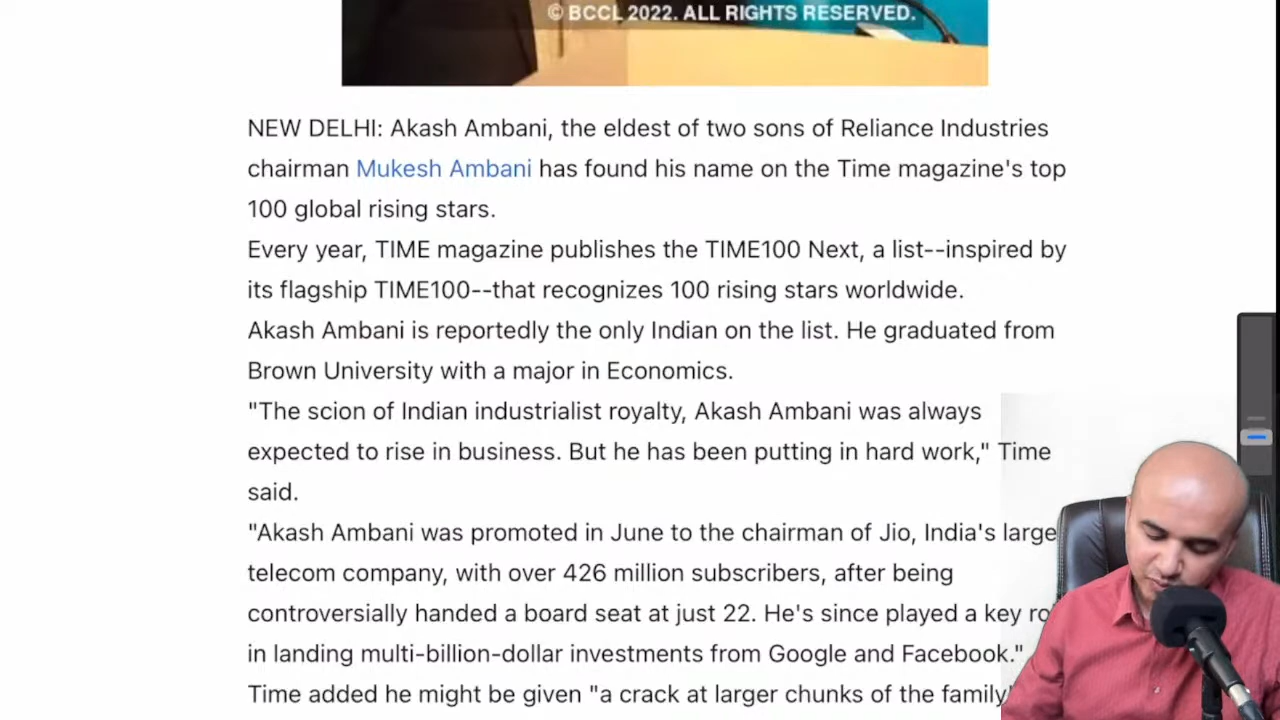 © BCCL 2022. ALL RIGHTS RESERVED.
NEW DELHI: Akash Ambani, the eldest of two sons of Reliance Industries
chairman Mukesh Ambani has found his name on the Time magazine's top
100 global rising stars.
Every year, TIME magazine publishes the TIME100 Next, a list--inspired by
its flagship TIME100--that recognizes 100 rising stars worldwide.
Akash Ambani is reportedly the only Indian on the list. He graduated from
Brown University with a major in Economics.
"The scion of Indian industrialist royalty, Akash Ambani was always
expected to rise in business. But he has been putting in hard work," Time
said.
"Akash Ambani was promoted in June to the chairman of Jio, India's large
telecom company, with over 426 million subscribers, after being
controversially handed a board seat at just 22. He's since played a key ro
in landing multi-billion-dollar investments from Google and Facebook."
Time added he might be given "a crack at larger chunks of the family'